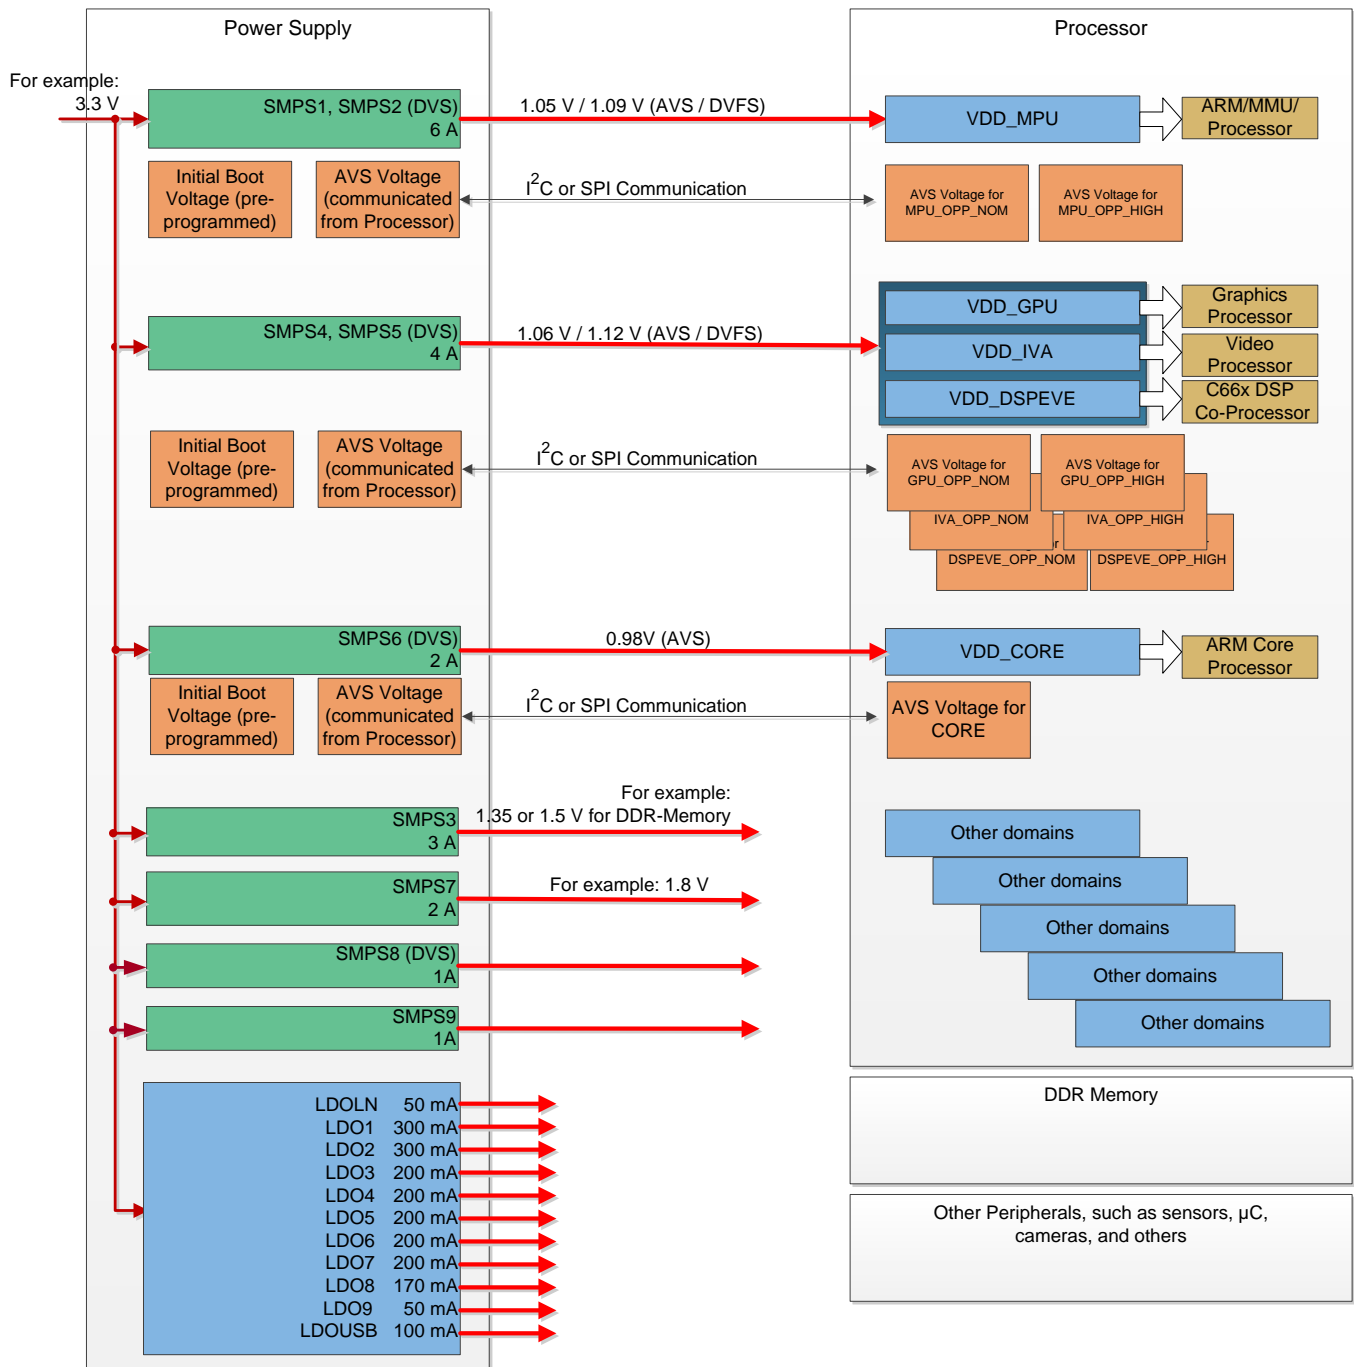 Power Supply
Processor
For example:
3.3 V
SMPS1, SMPS2 (DVS)
6 A
1.05 V / 1.09 V (AVS / DVFS)
VDD_MPU
ARM/MMU/
Processor
Initial Boot
Voltage (pre-
programmed)
AVS Voltage
(communicated
from Processor)
I2C or SPI Communication
AVS Voltage for
MPU_OPP_NOM
AVS Voltage for
MPU_OPP_HIGH
SMPS4, SMPS5 (DVS)
4 A
1.06 V / 1.12 V (AVS / DVFS)
VDD_GPU
Graphics
Processor
VDD_IVA
Video
Processor
VDD_DSPEVE
C66x DSP
Co-Processor
Initial Boot
Voltage (pre-
programmed)
AVS Voltage
(communicated
from Processor)
I2C or SPI Communication
AVS Voltage for
GPU_OPP_NOM
AVS Voltage for
GPU_OPP_HIGH
IVA_OPP_NOM
IVA_OPP_HIGH
DSPEVE_OPP_NOM
DSPEVE_OPP_HIGH
SMPS6 (DVS)
2 A
0.98V (AVS)
VDD_CORE
ARM Core
Processor
Initial Boot
Voltage (pre-
programmed)
AVS Voltage
(communicated
from Processor)
I2C or SPI Communication
AVS Voltage for
CORE
SMPS3
3 A
For example:
1.35 or 1.5 V for DDR-Memory
Other domains
SMPS7
2 A
For example: 1.8 V
Other domains
Other domains
SMPS8 (DVS)
1A
Other domains
SMPS9
1A
Other domains
LDOLN 50 mA
LDO1 300 mA
LDO2 300 mA
LDO3 200 mA
LDO4 200 mA
LDO5 200 mA
LDO6 200 mA
LDO7 200 mA
LDO8 170 mA
LDO9 50 mA
LDOUSB 100 mA
DDR Memory
Other Peripherals, such as sensors, µC,
cameras, and others